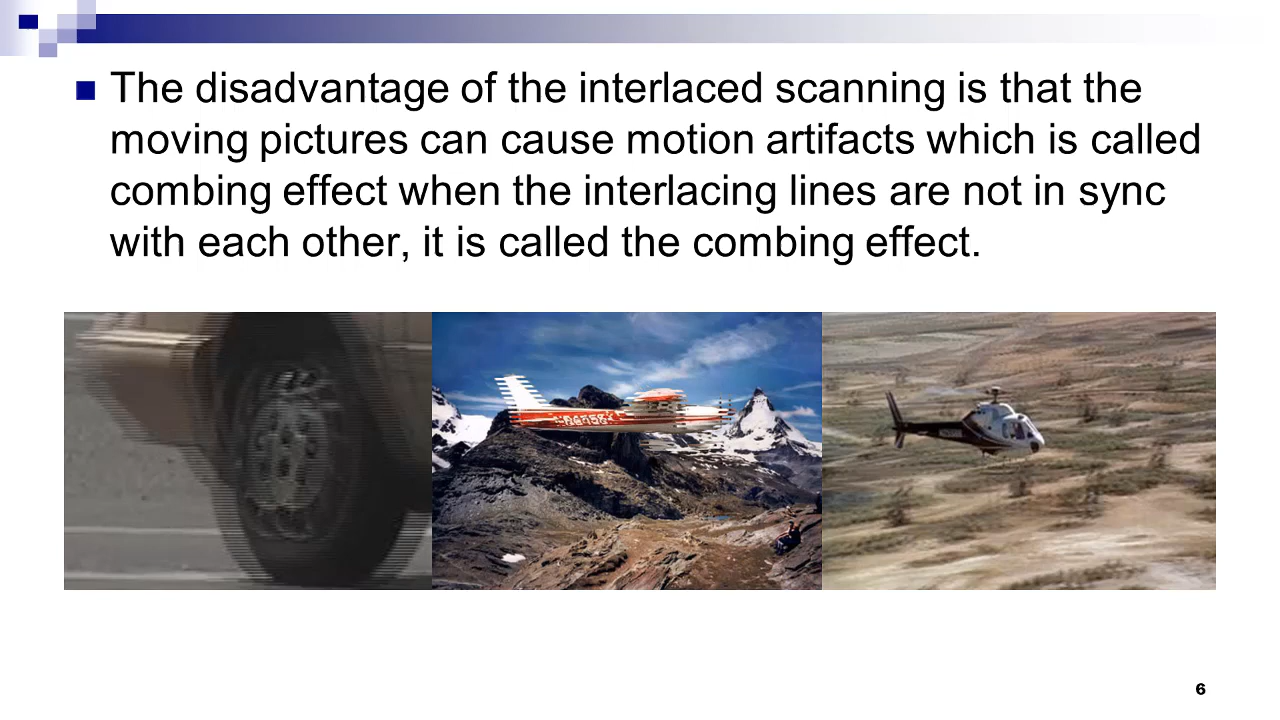 The disadvantage of the interlaced scanning is that the
moving pictures can cause motion artifacts which is called
combing effect when the interlacing lines are not in sync
with each other, it is called the combing effect.
6